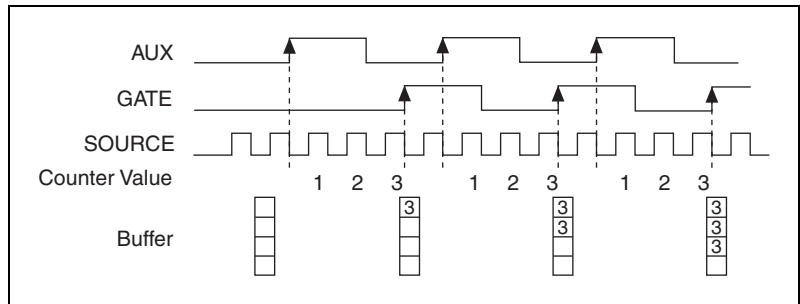 AUX
GATE
SOURCE
Counter Value 1 2 3 1 2 3 1 2 3
Buffer
3 3 3
3 3
3